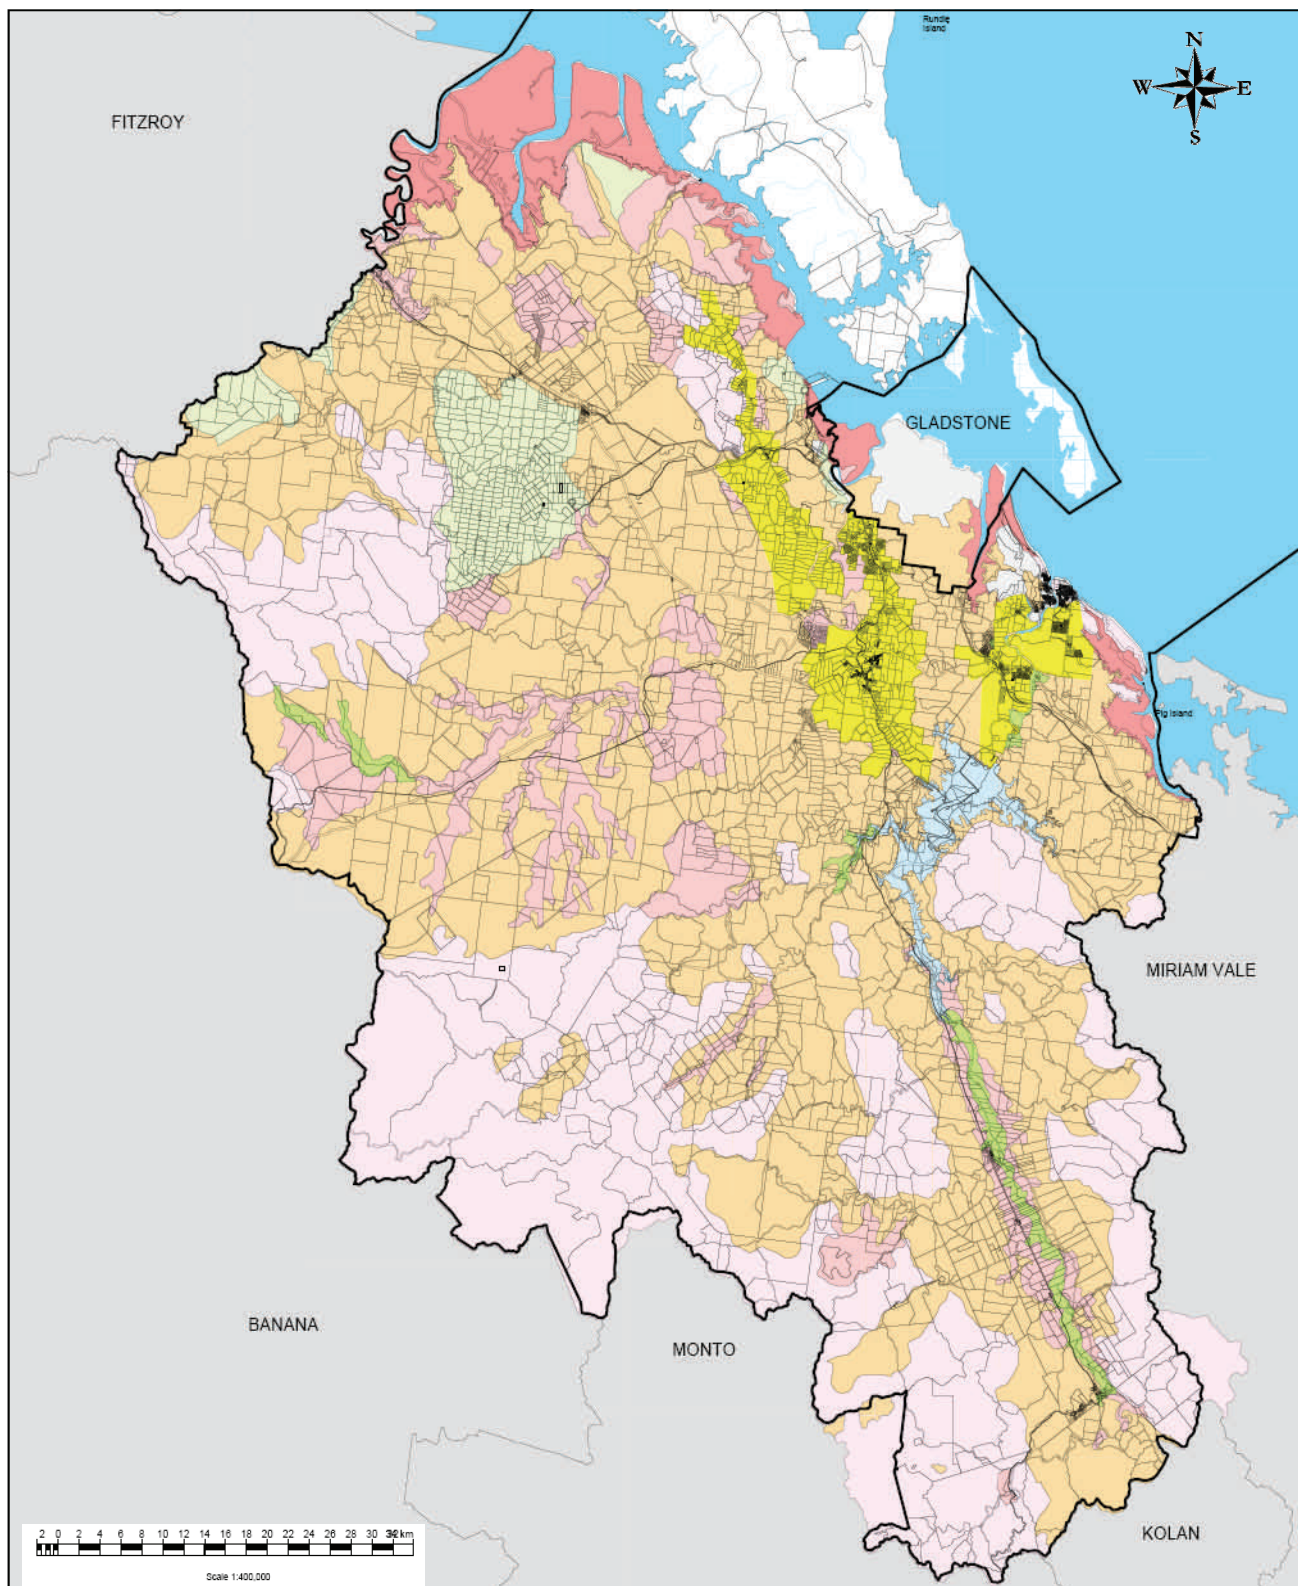 Rundle
Island
N
W E
S
FITZROY
GLADSTONE
Pig Island
MIRIAM VALE
BANANA
MONTO
KOLAN
2 0 2 4 6 8 10 12 14 16 18 20 22 24 26 28 30 32 km
Scale 1:400,000